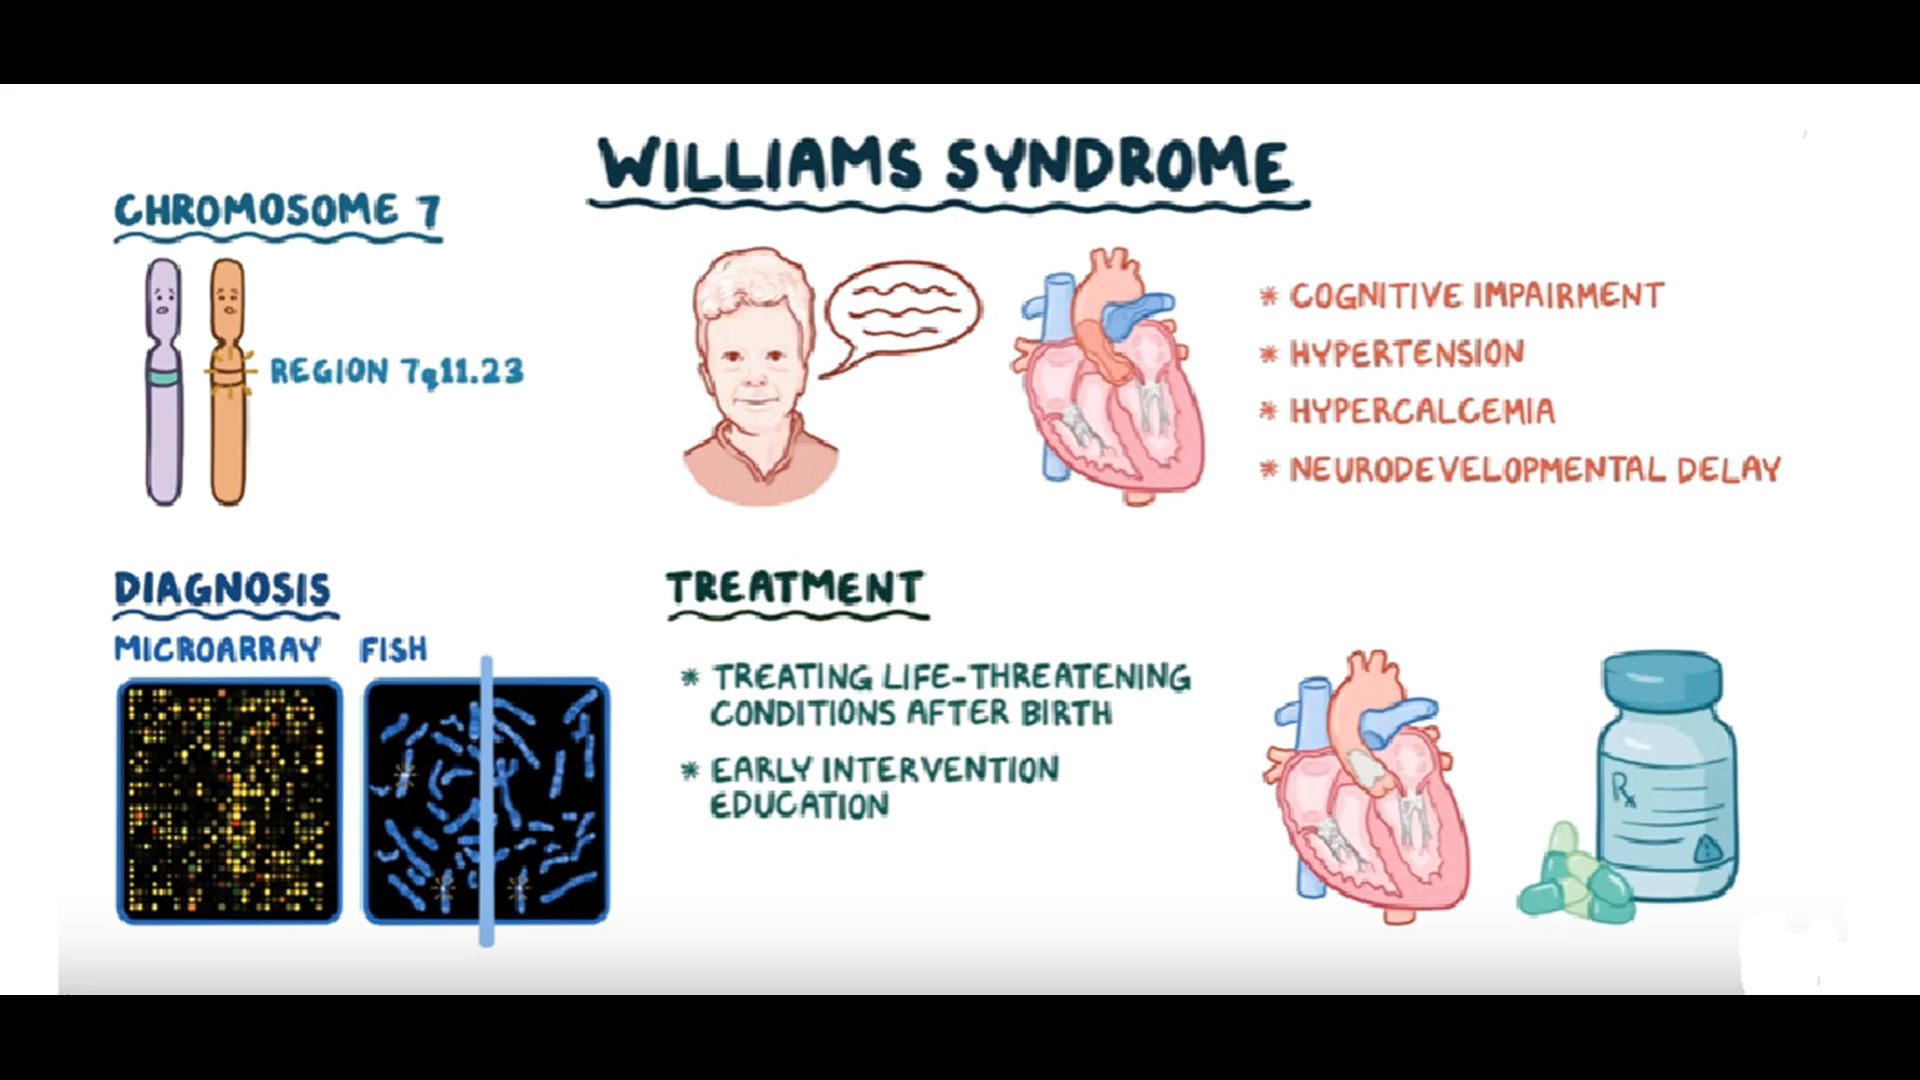 WILLIAMS SYNDROME
CHROMOSOME 7
REGION 7q11.23
* COGNITIVE IMPAIRMENT
* HYPERTENSION
* HYPERCALCEMIA
* NEURODEVELOPMENTAL DELAY
DIAGNOSIS
MICROARRAY FISH
TREATMENT
* TREATING LIFE-THREATENING
CONDITIONS AFTER BIRTH
* EARLY INTERVENTION
EDUCATION
Rx